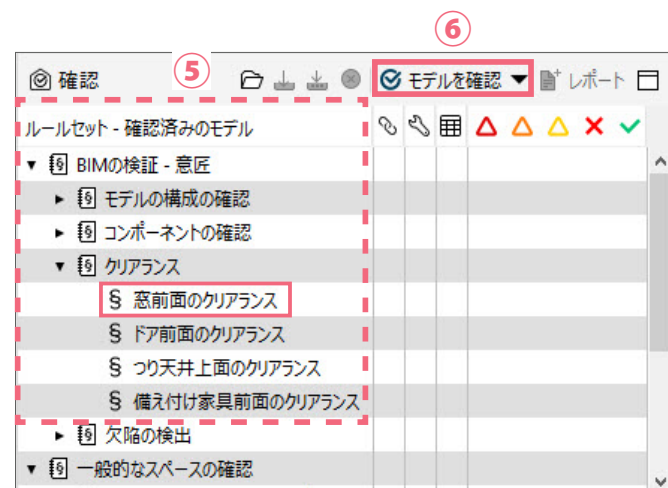 ⑥
⑤
確認 モデルを確認 レポート
ルールセット - 確認済みのモデル
BIMの検証 - 意匠
モデルの構成の確認
コンポーネントの確認
クリアランス
§ 窓前面のクリアランス
§ ドア前面のクリアランス
§ つり天井上面のクリアランス
§ 備え付け家具前面のクリアランス
欠陥の検出
一般的なスペースの確認